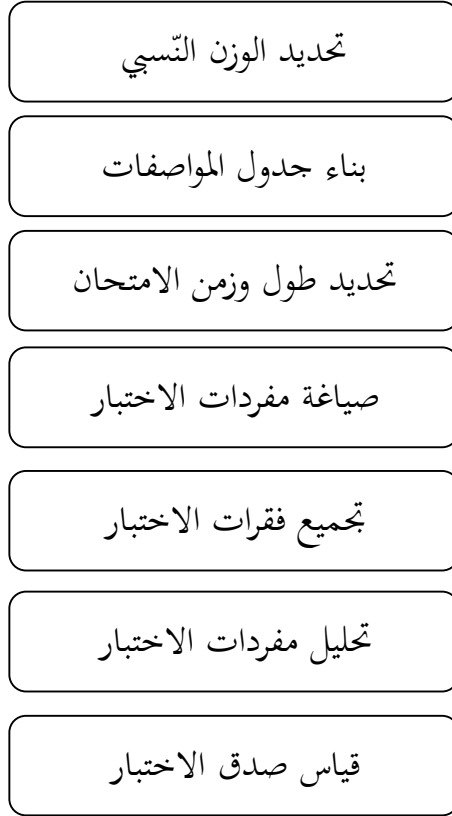 تحديد الوزن النّسبي
بناء جدول المواصفات
تحديد طول وزمن الامتحان
صياغة مفردات الاختبار
تجميع فقرات الاختبار
تحليل مفردات الاختبار
قياس صدق الاختبار